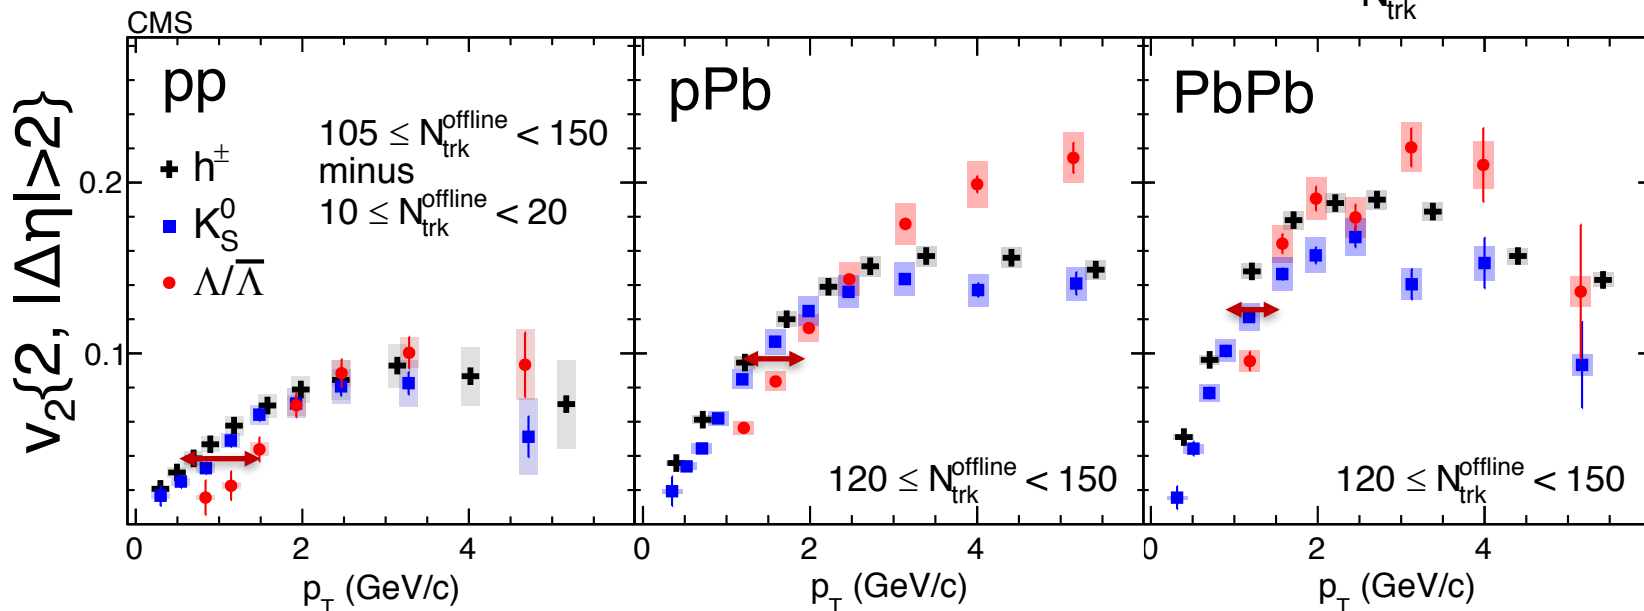 N_trk
CMS
pp
pPb
PbPb
105 ≤ N_trk^offline < 150
minus
10 ≤ N_trk^offline < 20
h^±
K_S^0
Λ/Λ̅
v_2{2, |Δη|>2}
0.2
0.1
120 ≤ N_trk^offline < 150
120 ≤ N_trk^offline < 150
0 2 4
0 2 4
0 2 4
p_T (GeV/c)
p_T (GeV/c)
p_T (GeV/c)